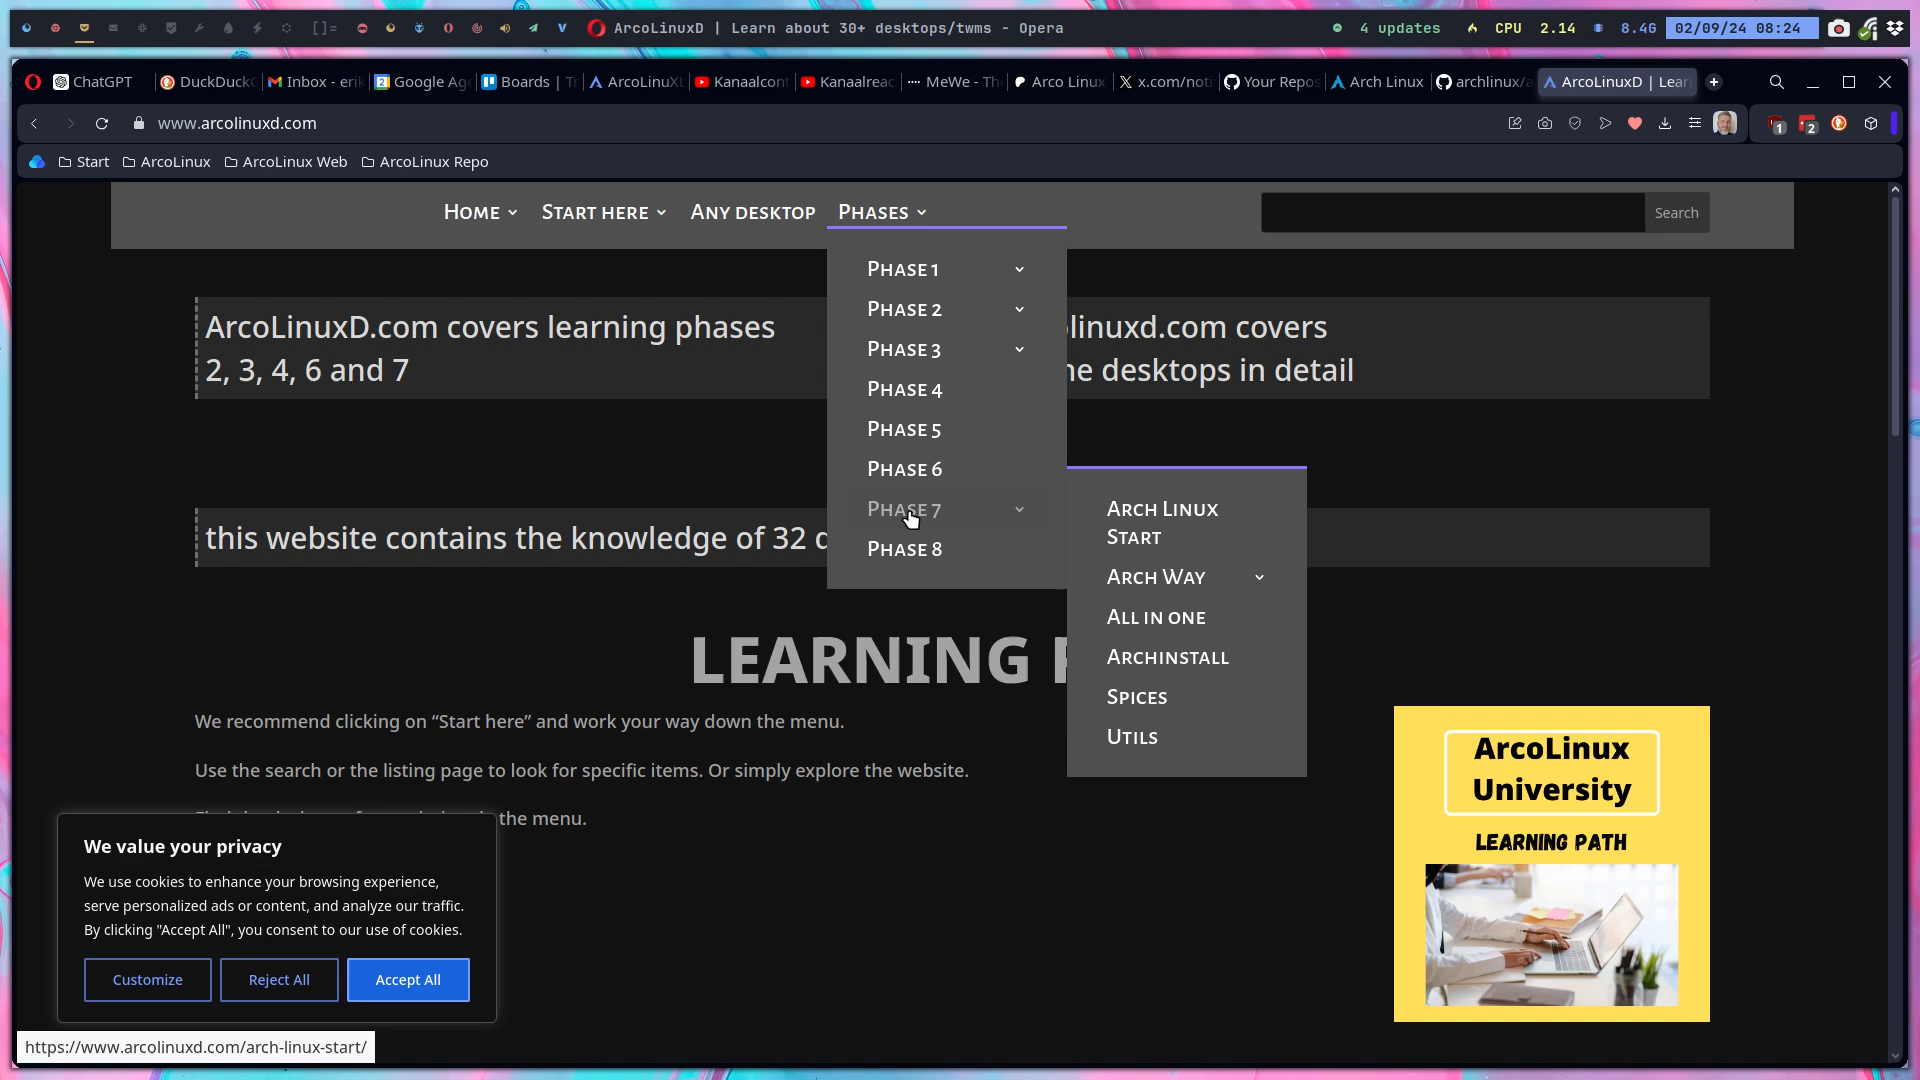 []=
ArcoLinuxD | Learn about 30+ desktops/twms - Opera
4 updates
CPU 2.14
8.4G
02/09/24 08:24
ChatGPT
DuckDuck
Inbox - erik
Google Age
Boards | T
ArcoLinuxL
Kanaalcont
Kanaalreac
MeWe - The
Arco Linux
x.com/noti
Your Repos
Arch Linux
archlinux/a
ArcoLinuxD | Lear
www.arcolinuxd.com
1
2
Start
ArcoLinux
ArcoLinux Web
ArcoLinux Repo
Home
Start here
Any desktop
Phases
Search
Phase 1
Phase 2
Phase 3
Phase 4
Phase 5
Phase 6
Phase 7
Phase 8
Arch Linux
Start
Arch Way
All in one
Archinstall
Spices
Utils
ArcoLinuxD.com covers learning phases
2, 3, 4, 6 and 7
linuxd.com covers
desktops in detail
this website contains the knowledge of 32
LEARNING
We recommend clicking on “Start here” and work your way down the menu.
Use the search or the listing page to look for specific items. Or simply explore the website.
the menu.
ArcoLinux
University
LEARNING PATH
We value your privacy
We use cookies to enhance your browsing experience,
serve personalized ads or content, and analyze our traffic.
By clicking "Accept All", you consent to our use of cookies.
Customize
Reject All
Accept All
https://www.arcolinuxd.com/arch-linux-start/